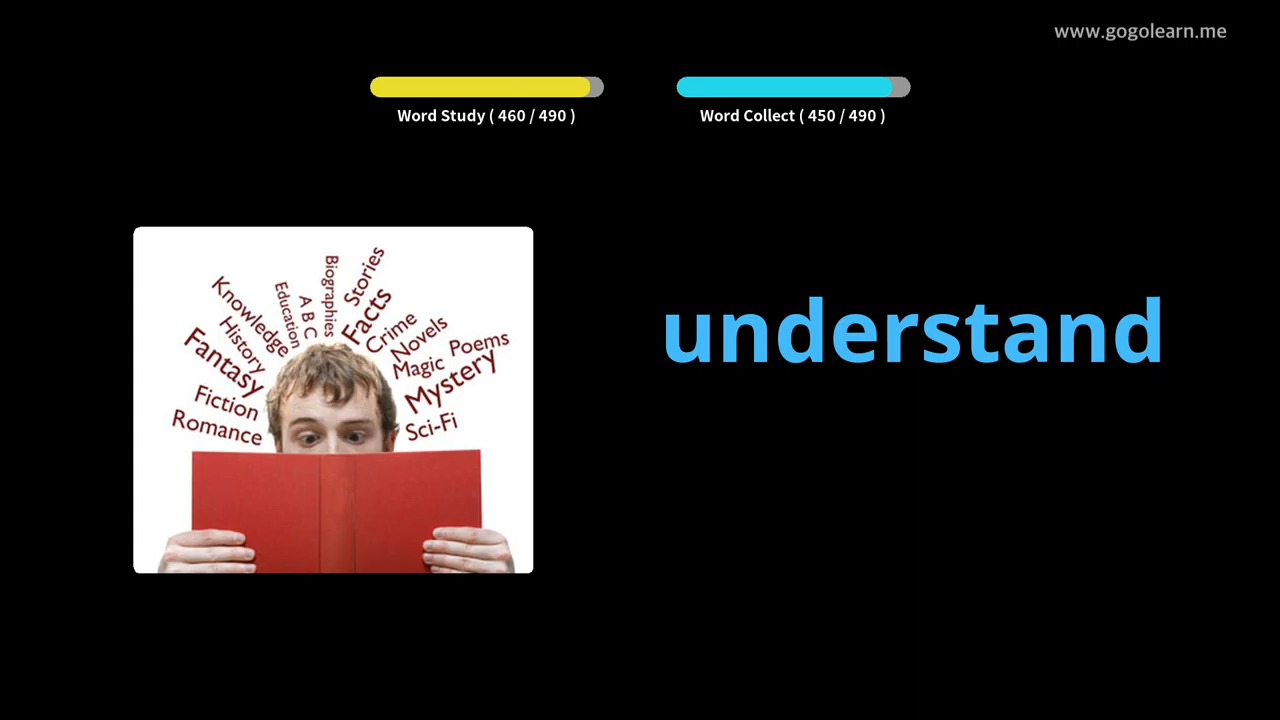 www.gogolearn.me
Word Study ( 460 / 490 )
Word Collect ( 450 / 490 )
understand
Romance
Fiction
Fantasy
History
Knowledge
Education
A B C
Biographies
Stories
Facts
Crime
Novels
Magic
Poems
Mystery
Sci-Fi